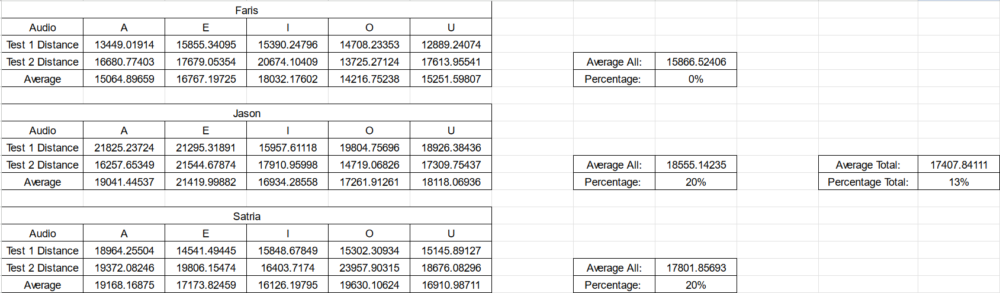 Faris
Audio A E I O U
Test 1 Distance 13449.01914 15855.34095 15390.24796 14708.23353 12889.24074
Test 2 Distance 16680.77403 17679.05354 20674.10409 13725.27124 17613.95541 Average All: 15866.52406
Average 15064.89659 16767.19725 18032.17602 14216.75238 15251.59807 Percentage: 0%
Jason
Audio A E I O U
Test 1 Distance 21825.23724 21295.31891 15957.61118 19804.75696 18926.38436
Test 2 Distance 16257.65349 21544.67874 17910.95998 14719.06826 17309.75437 Average All: 18555.14235 Average Total: 17407.84111
Average 19041.44537 21419.99882 16934.28558 17261.91261 18118.06936 Percentage: 20% Percentage Total: 13%
Satria
Audio A E I O U
Test 1 Distance 18964.25504 14541.49445 15848.67849 15302.30934 15145.89127
Test 2 Distance 19372.08246 19806.15474 16403.7174 23957.90315 18676.08296 Average All: 17801.85693
Average 19168.16875 17173.82459 16126.19795 19630.10624 16910.98711 Percentage: 20%